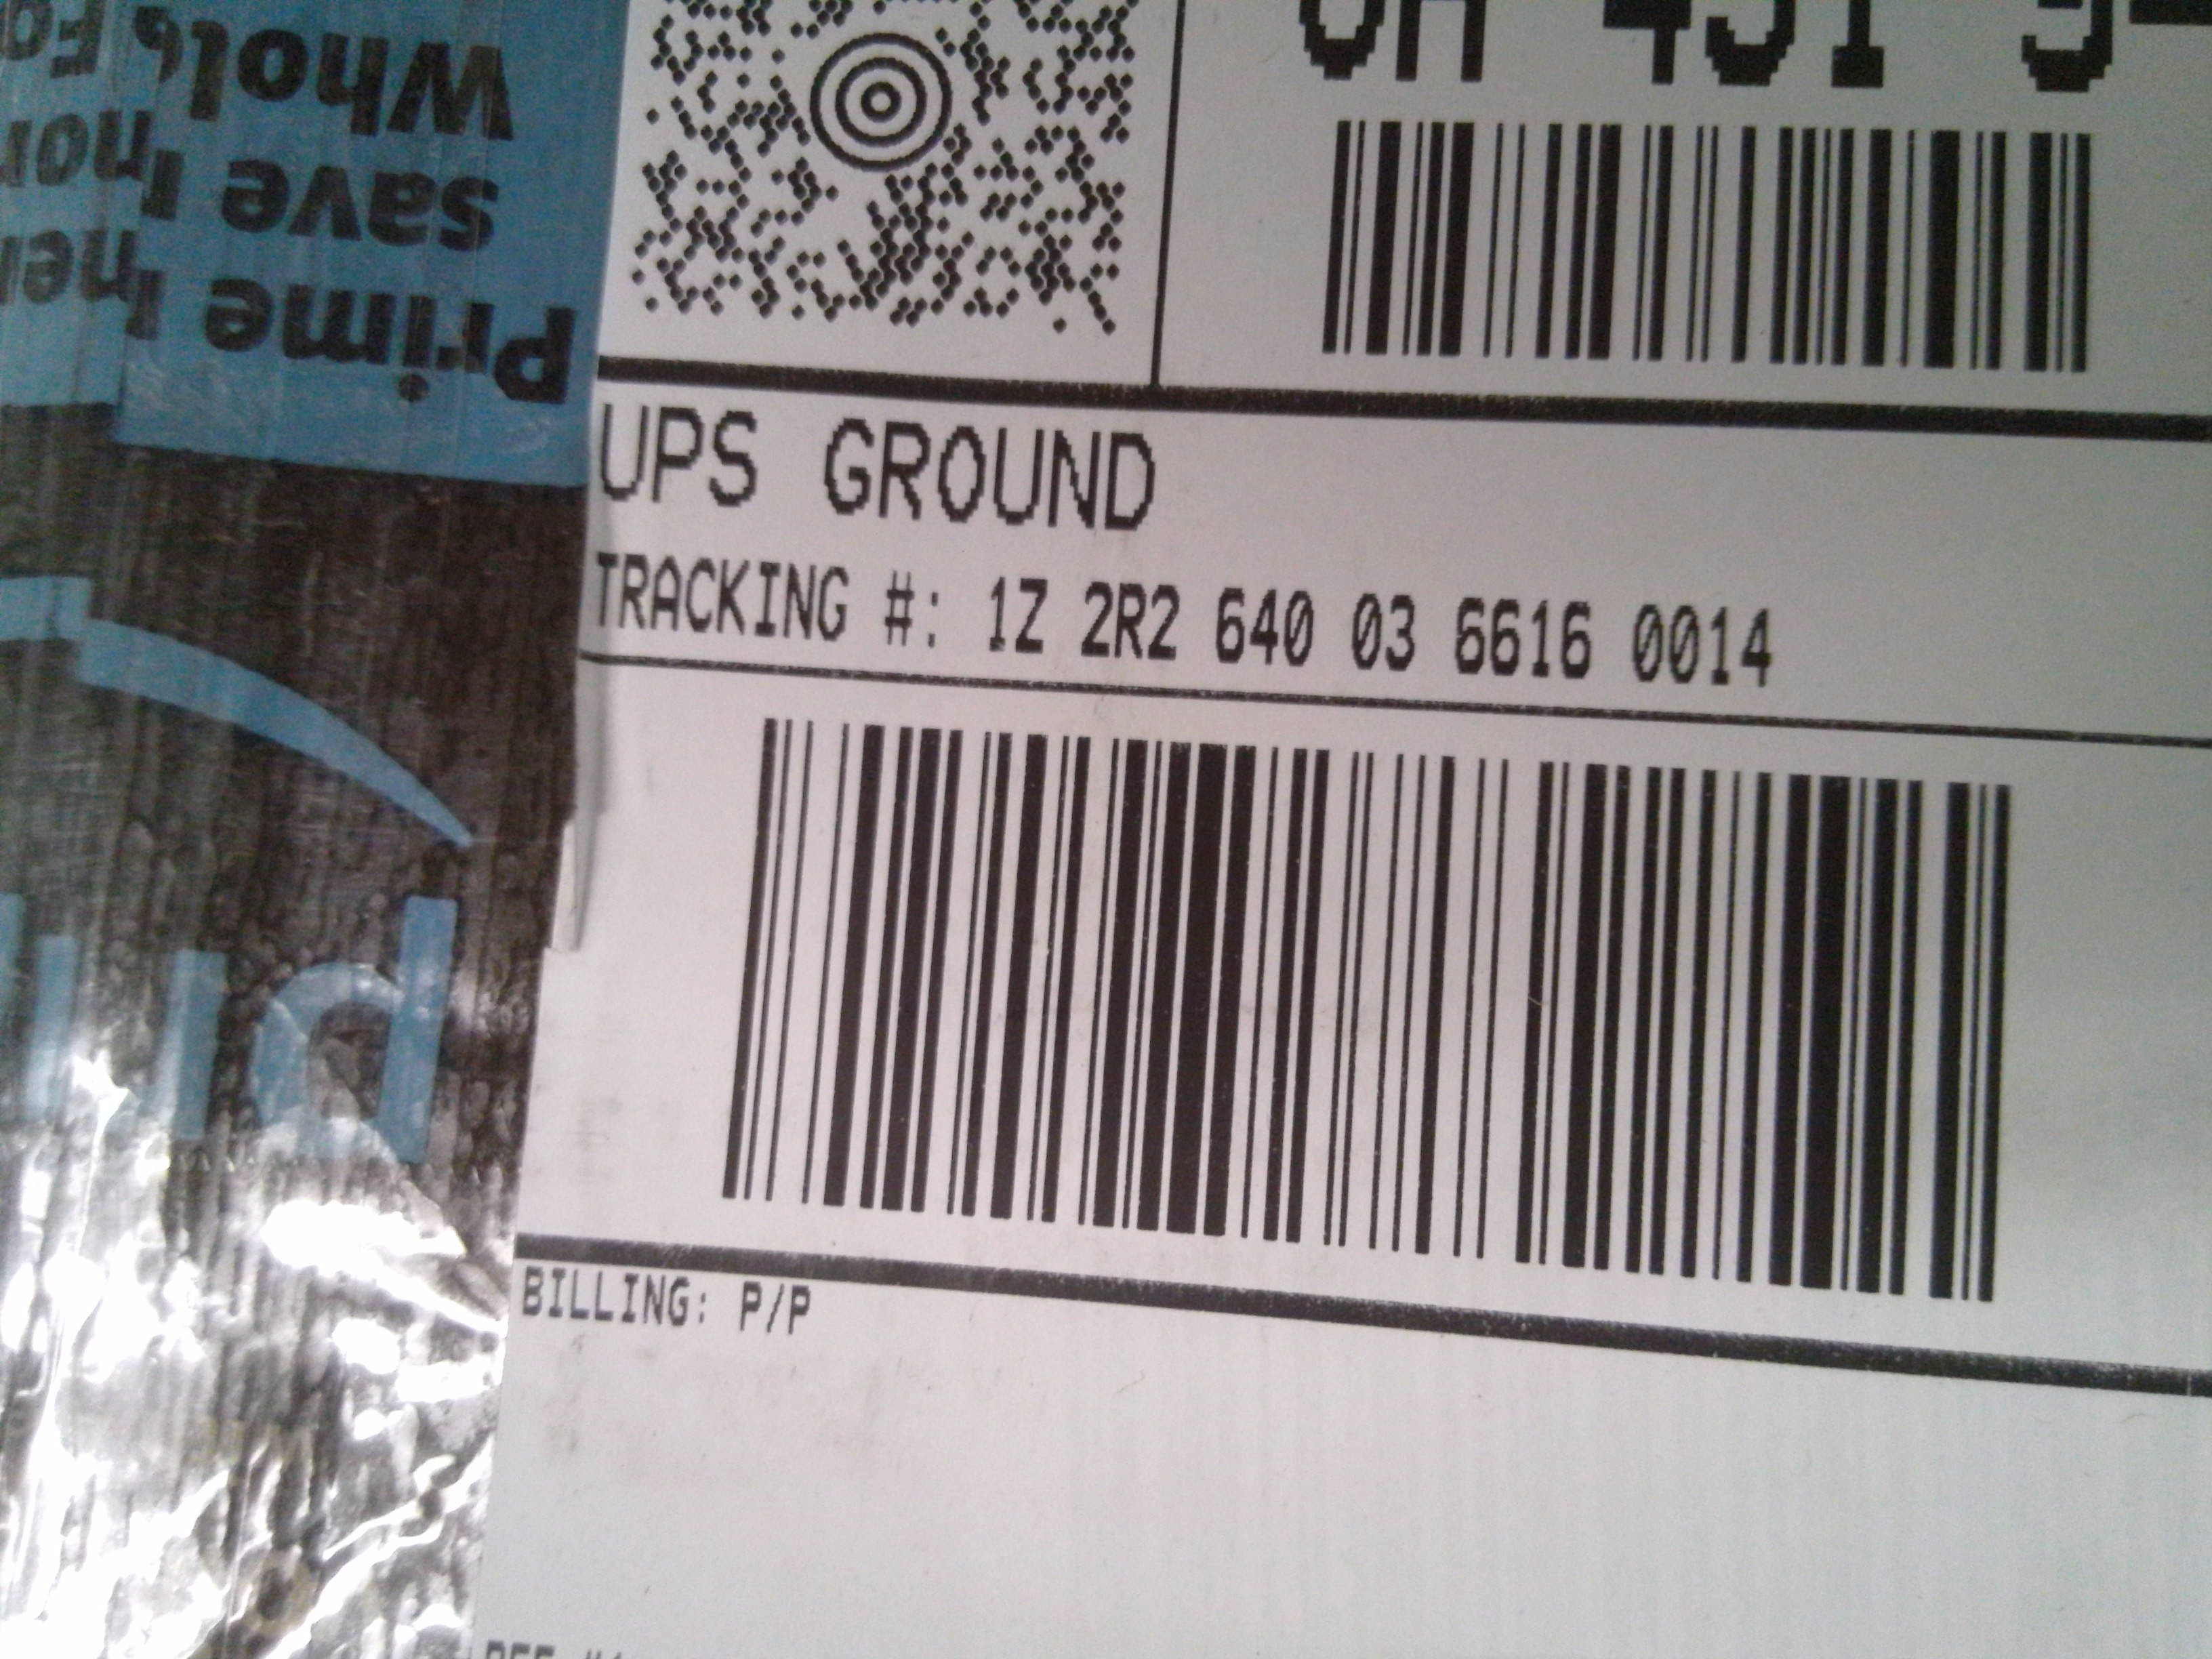 UPS GROUND
TRACKING #: 1Z 2R2 640 03 6616 0014
BILLING: P/P
Prime
save
Whole